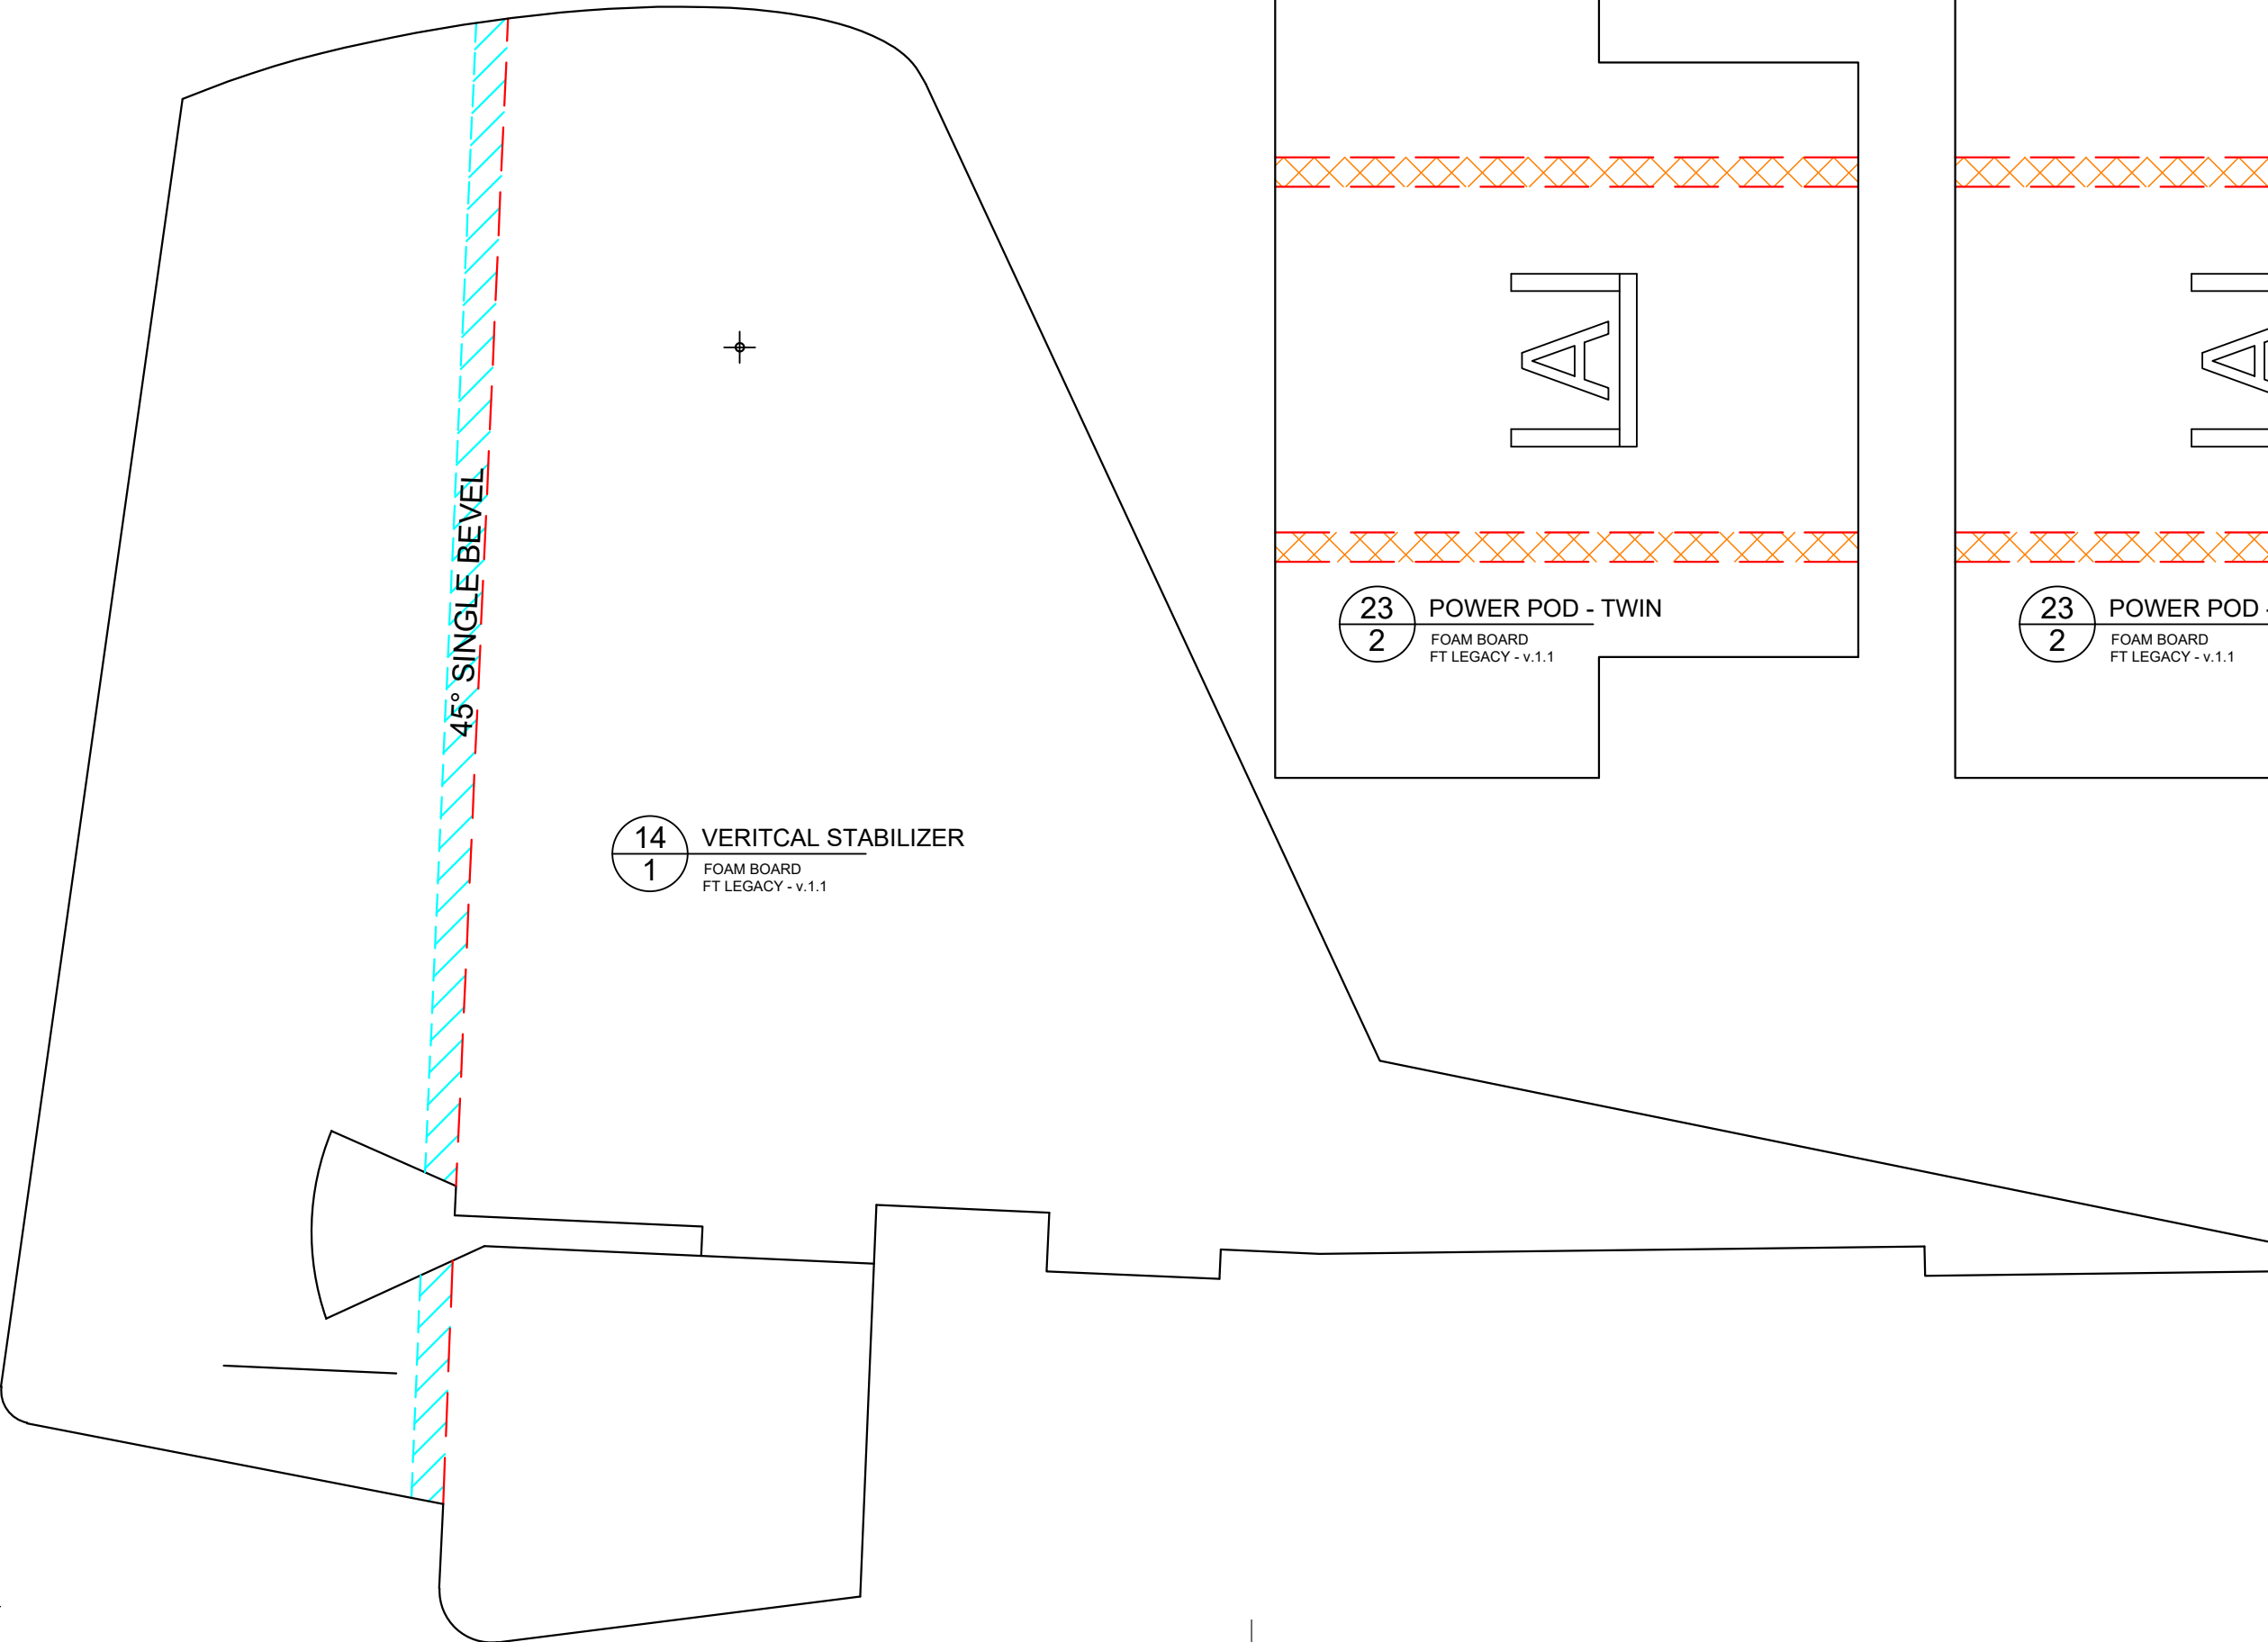 45° SINGLE BEVEL
14
1
VERITCAL STABILIZER
FOAM BOARD
FT LEGACY - v.1.1
A
23
2
POWER POD - TWIN
FOAM BOARD
FT LEGACY - v.1.1
A
23
2
POWER POD -
FOAM BOARD
FT LEGACY - v.1.1